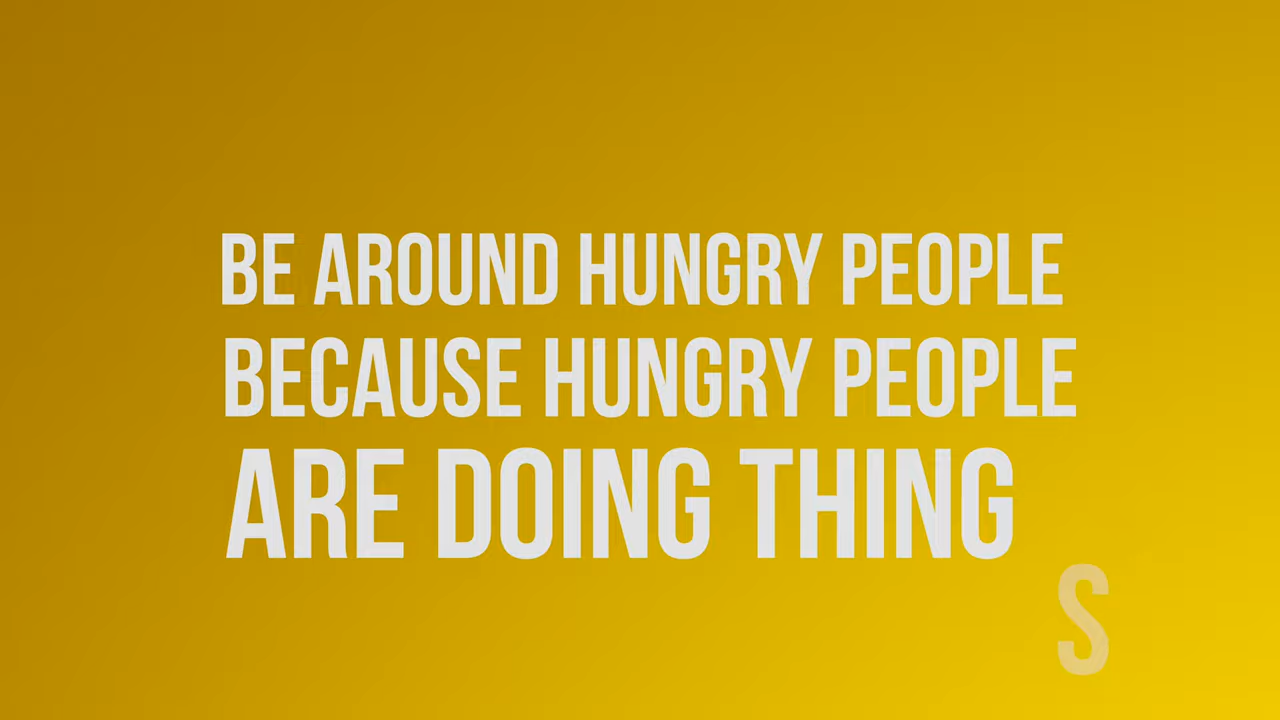 BE AROUND HUNGRY PEOPLE
BECAUSE HUNGRY PEOPLE
ARE DOING THING
S